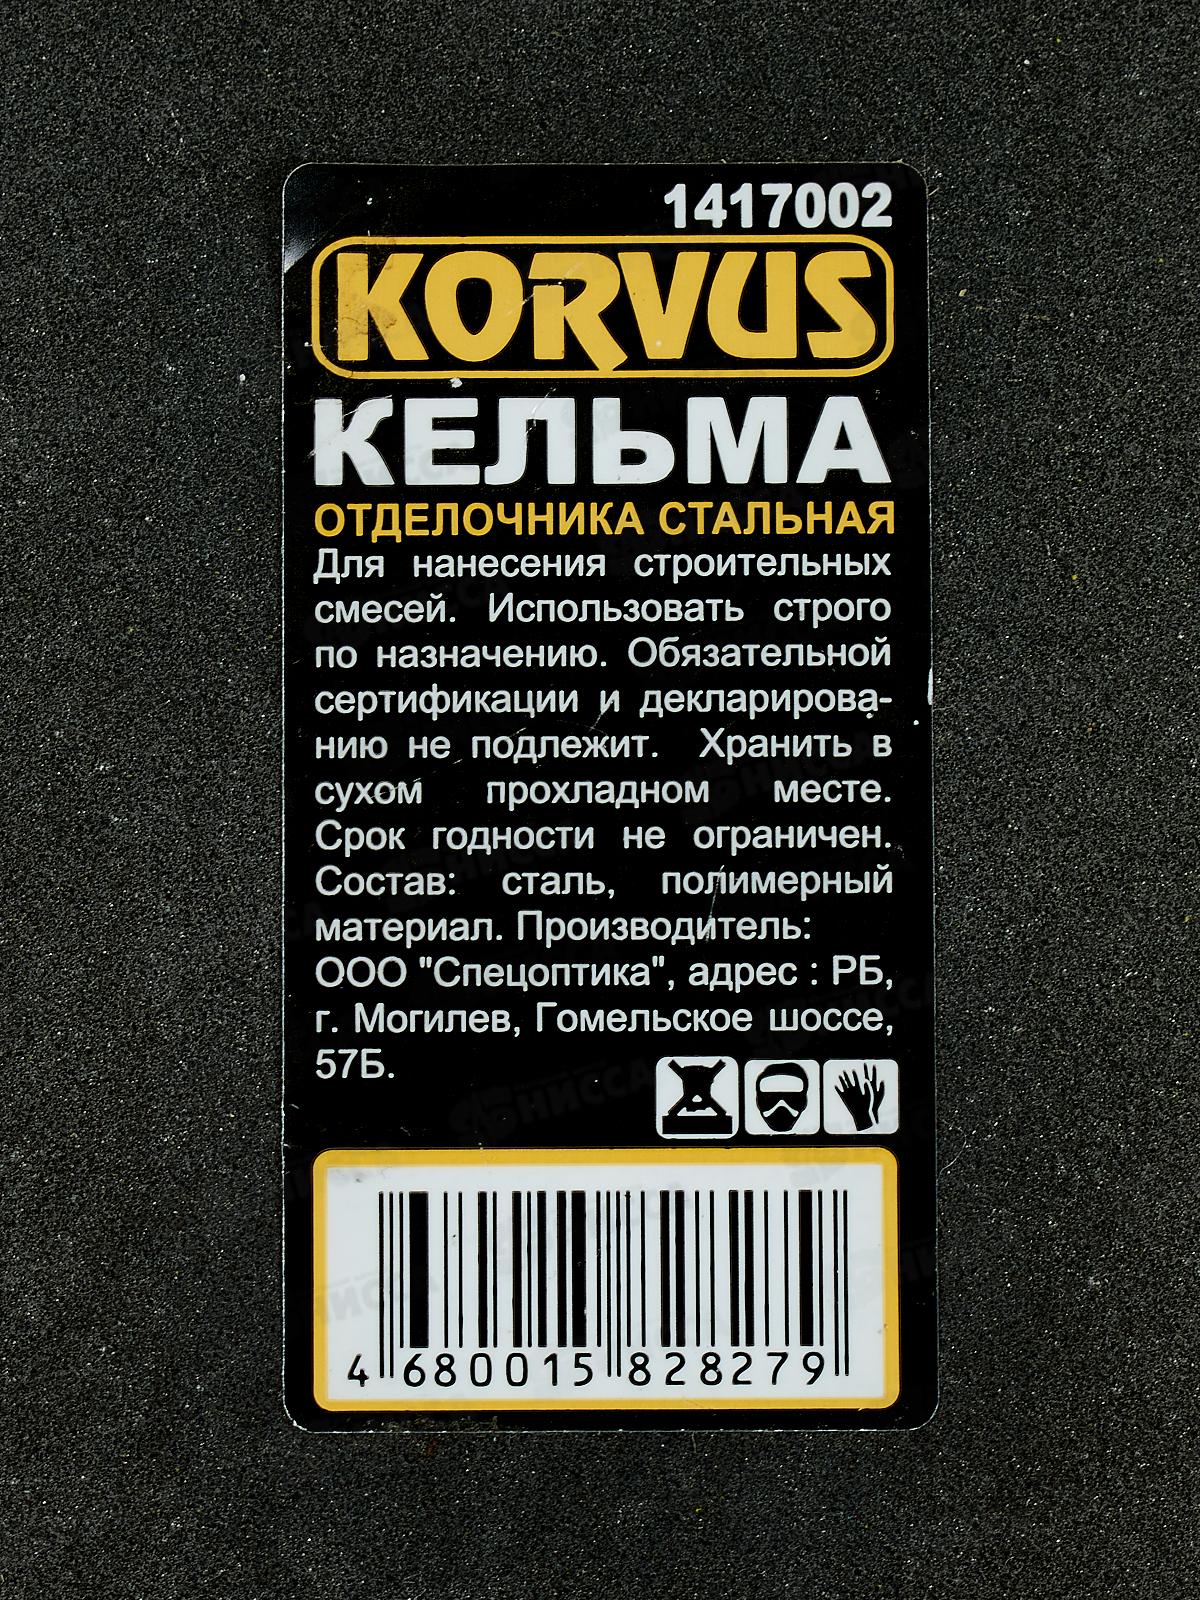 1417002
KORVUS
КЕЛЬМА
ОТДЕЛОЧНИКА СТАЛЬНАЯ
Для нанесения строительных
смесей. Использовать строго
по назначению. Обязательной
сертификации и декларирова-
нию не подлежит. Хранить в
сухом прохладном месте.
Срок годности не ограничен.
Состав: сталь, полимерный
материал. Производитель:
ООО "Спецоптика", адрес : РБ,
г. Могилев, Гомельское шоссе,
57Б.
4 680015 828279